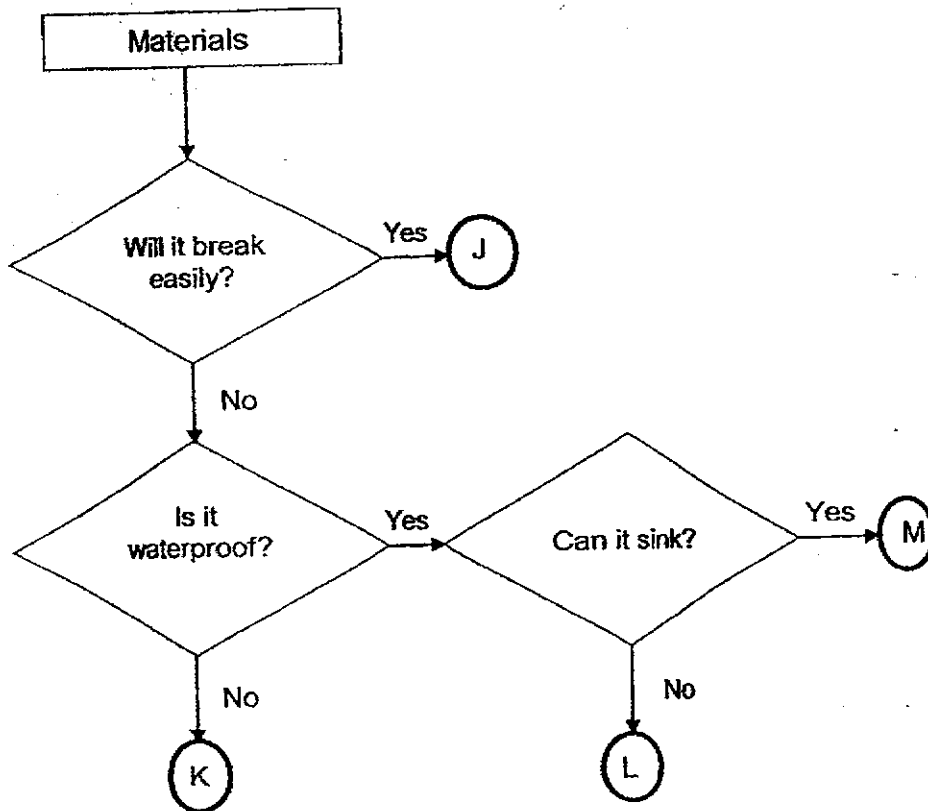 Materials
Will it break
easily?
Yes
J
No
Is it
waterproof?
Yes
Can it sink?
Yes
M
No
K
No
L